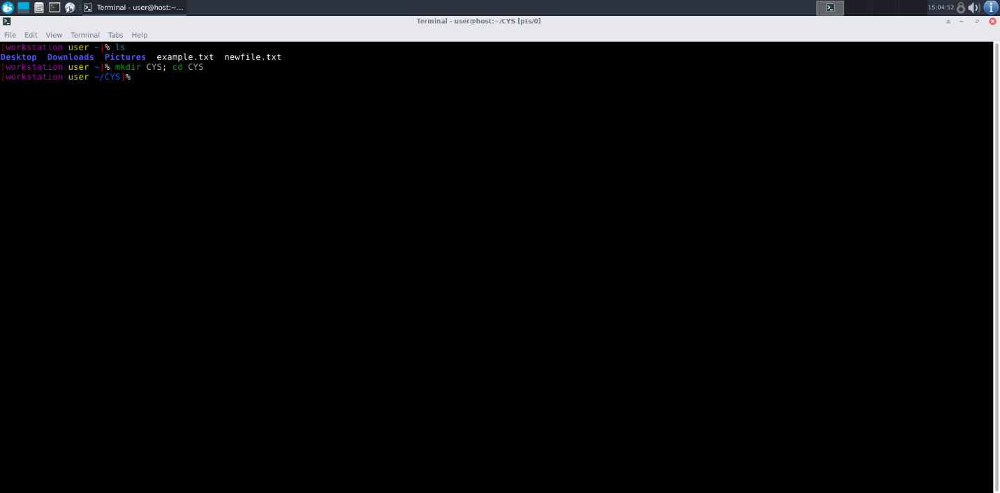 Terminal - user@host:~... 15:04:52
Terminal - user@host:~/CYS [pts/0]
File Edit View Terminal Tabs Help
[workstation user ~]% ls
Desktop Downloads Pictures example.txt newfile.txt
[workstation user ~]% mkdir CYS; cd CYS
[workstation user ~/CYS]%